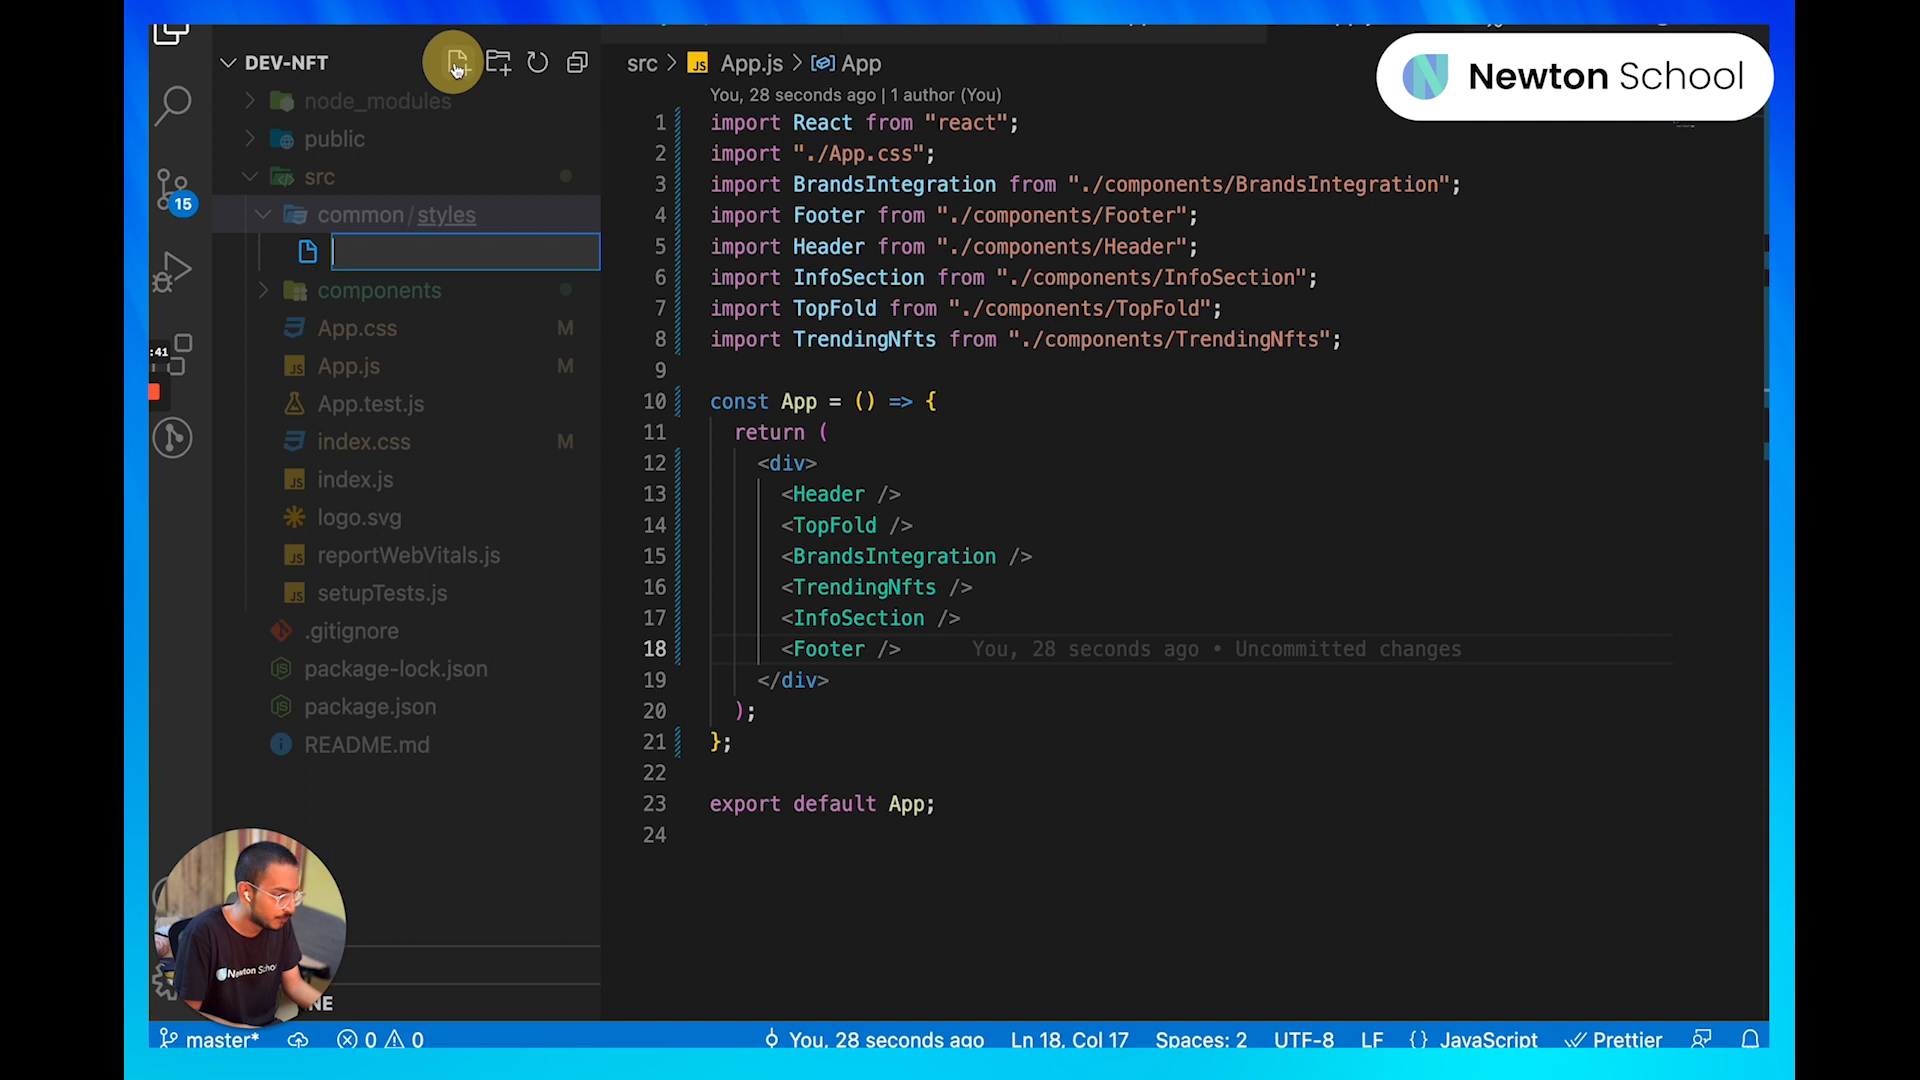 DEV-NFT
node_modules
public
src
common/styles
components
App.css M
App.js M
App.test.js
index.css M
index.js
logo.svg
reportWebVitals.js
setupTests.js
.gitignore
package-lock.json
package.json
README.md
15
:41
Newton School
NE
src > JS App.js > App
Newton School
You, 28 seconds ago | 1 author (You)
1 import React from "react";
2 import "./App.css";
3 import BrandsIntegration from "./components/BrandsIntegration";
4 import Footer from "./components/Footer";
5 import Header from "./components/Header";
6 import InfoSection from "./components/InfoSection";
7 import TopFold from "./components/TopFold";
8 import TrendingNfts from "./components/TrendingNfts";
9
10 const App = () => {
11 return (
12 <div>
13 <Header />
14 <TopFold />
15 <BrandsIntegration />
16 <TrendingNfts />
17 <InfoSection />
18 <Footer /> You, 28 seconds ago • Uncommitted changes
19 </div>
20 );
21 };
22
23 export default App;
24
master* 0 0 You, 28 seconds ago Ln 18, Col 17 Spaces: 2 UTF-8 LF {} JavaScript Prettier